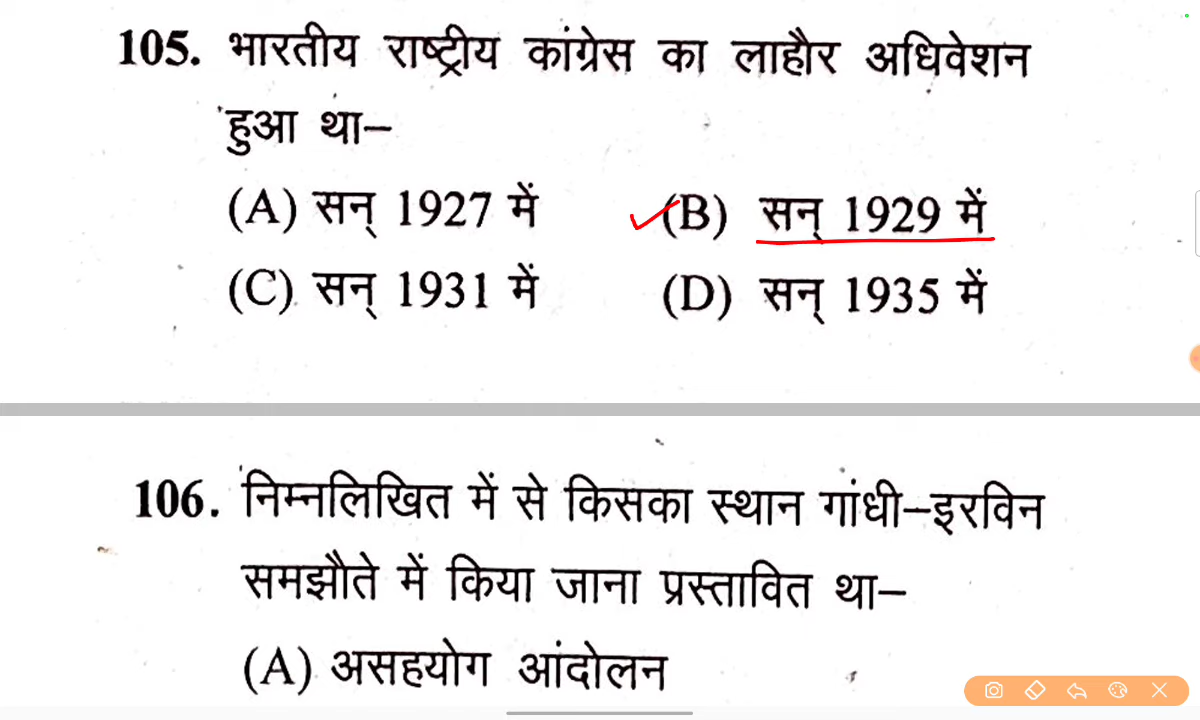 105. भारतीय राष्ट्रीय कांग्रेस का लाहौर अधिवेशन
हुआ था–
(A) सन् 1927 में (B) सन् 1929 में
(C) सन् 1931 में (D) सन् 1935 में
106. निम्नलिखित में से किसका स्थान गांधी–इरविन
समझौते में किया जाना प्रस्तावित था–
(A) असहयोग आंदोलन